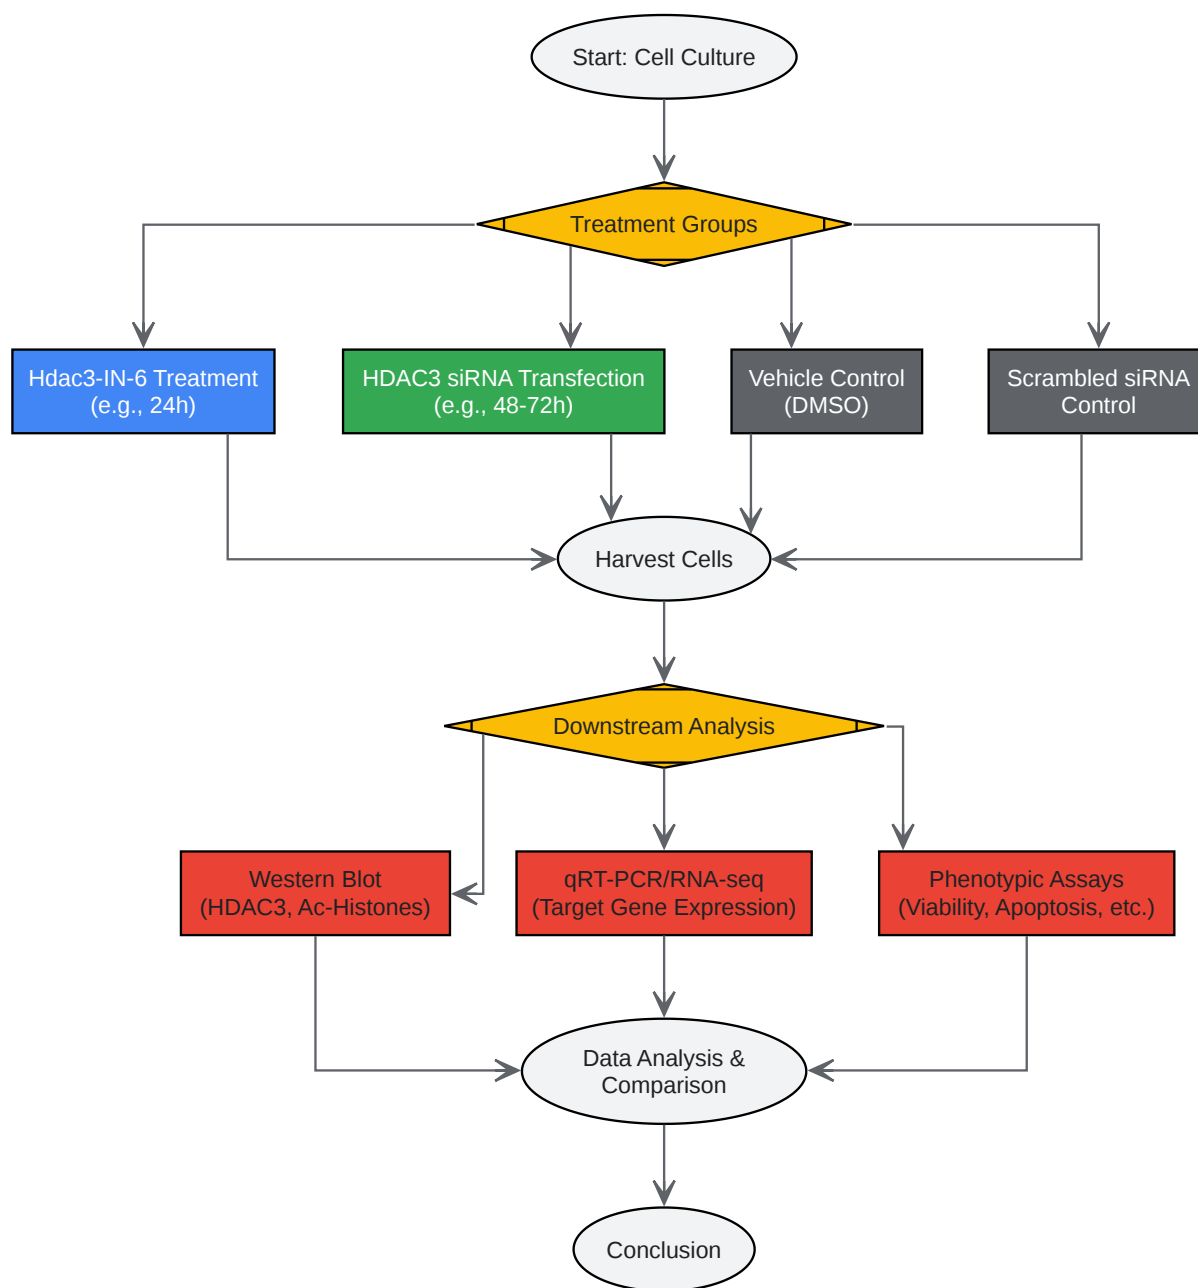 Start: Cell Culture
Treatment Groups
Hdac3-IN-6 Treatment
(e.g., 24h)
HDAC3 siRNA Transfection
(e.g., 48-72h)
Vehicle Control
(DMSO)
Scrambled siRNA
Control
Harvest Cells
Downstream Analysis
Western Blot
(HDAC3, Ac-Histones)
qRT-PCR/RNA-seq
(Target Gene Expression)
Phenotypic Assays
(Viability, Apoptosis, etc.)
Data Analysis &
Comparison
Conclusion